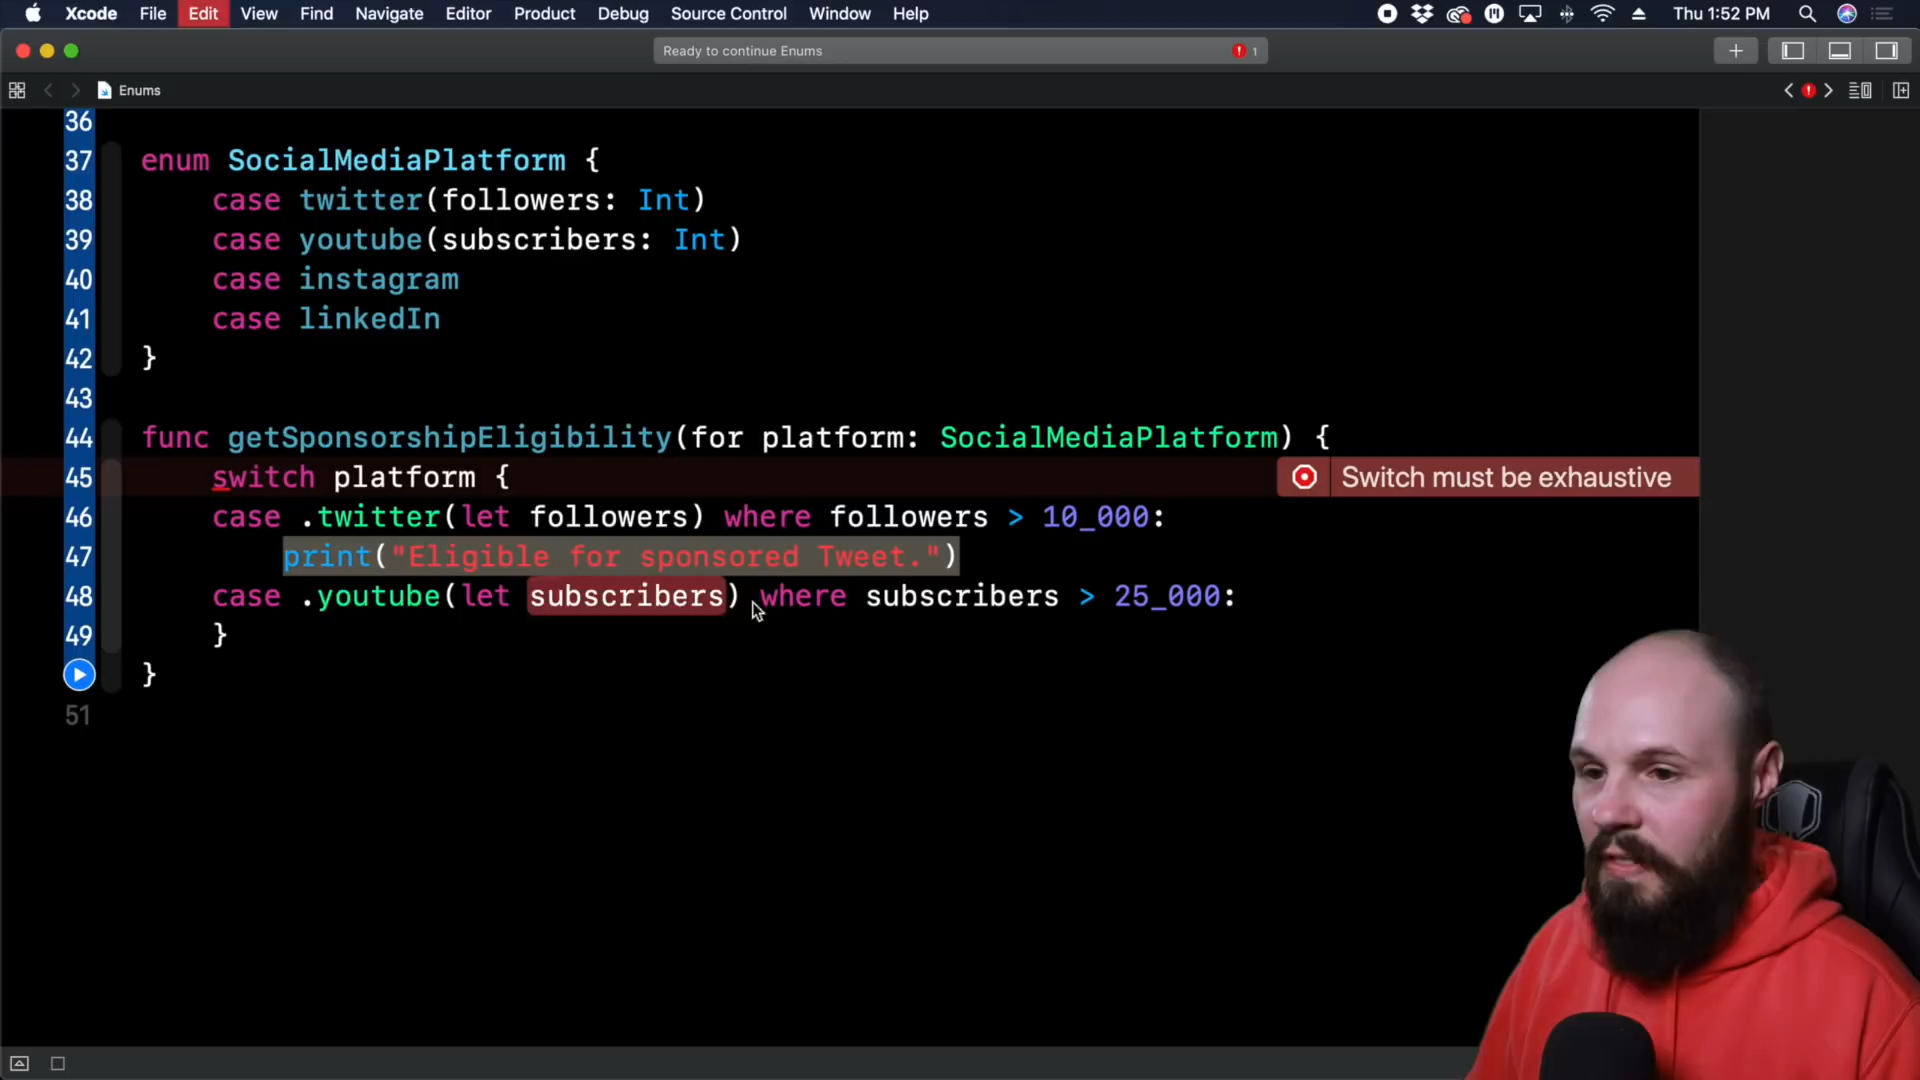 Xcode File Edit View Find Navigate Editor Product Debug Source Control Window Help Thu 1:52 PM
Ready to continue Enums 1
Enums
36
37 enum SocialMediaPlatform {
38 case twitter(followers: Int)
39 case youtube(subscribers: Int)
40 case instagram
41 case linkedIn
42 }
43
44 func getSponsorshipEligibility(for platform: SocialMediaPlatform) {
45 switch platform { Switch must be exhaustive
46 case .twitter(let followers) where followers > 10_000:
47 print("Eligible for sponsored Tweet.")
48 case .youtube(let subscribers) where subscribers > 25_000:
49 }
}
51